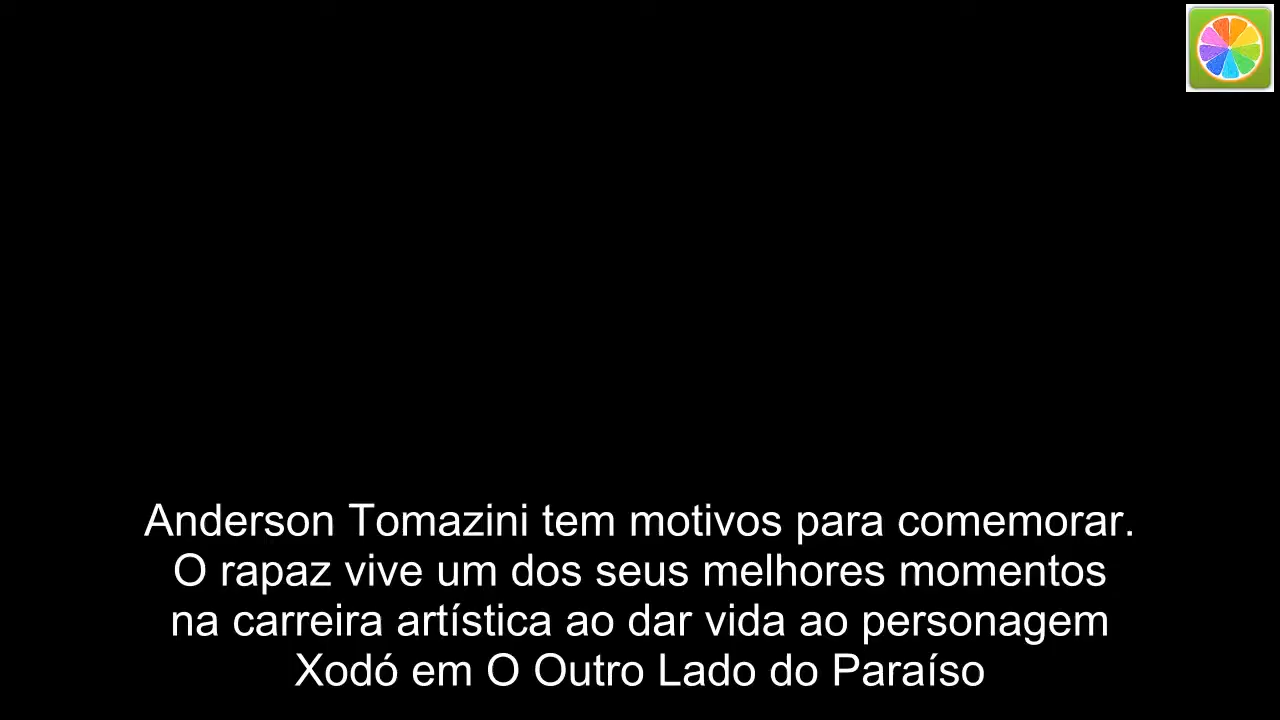 Anderson Tomazini tem motivos para comemorar.
O rapaz vive um dos seus melhores momentos
na carreira artística ao dar vida ao personagem
Xodó em O Outro Lado do Paraíso